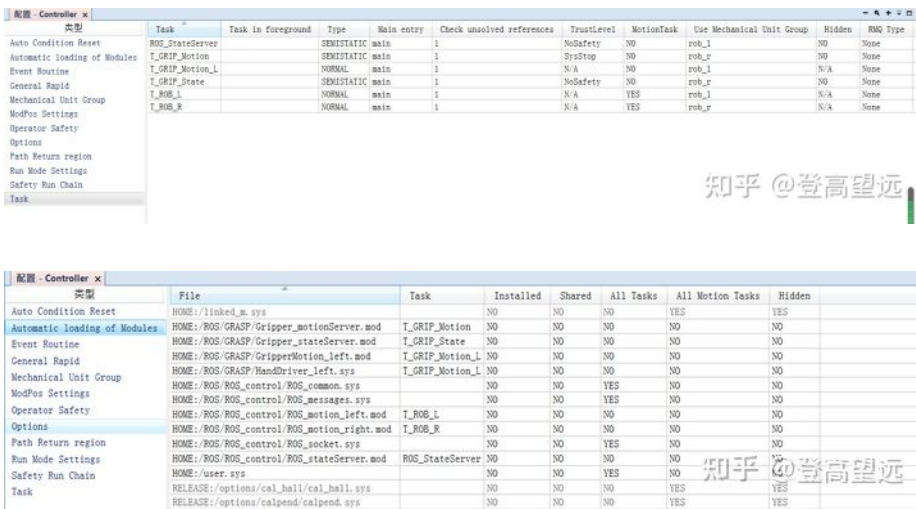 配置 - Controller x
类型
Task Task in foreground Type Main entry Check unsolved references TrustLevel MotionTask Use Mechanical Unit Group Hidden RMQ Type
Auto Condition Reset
Automatic loading of Modules
Event Routine
General Rapid
Mechanical Unit Group
ModPos Settings
Operator Safety
Options
Path Return region
Run Mode Settings
Safety Run Chain
Task
ROS_StateServer SEMISTATIC main 1 NoSafety NO rob_l NO None
T_GRIP_Motion SEMISTATIC main 1 SysStop NO rob_r NO None
T_GRIP_Motion_L NORMAL main 1 N/A NO rob_l N/A None
T_GRIP_State SEMISTATIC main 1 NoSafety NO rob_r NO None
T_ROB_L NORMAL main 1 N/A YES rob_l N/A None
T_ROB_R NORMAL main 1 N/A YES rob_r N/A None
知乎 @登高望远
配置 - Controller x
类型
File Task Installed Shared All Tasks All Motion Tasks Hidden
Auto Condition Reset
Automatic loading of Modules
Event Routine
General Rapid
Mechanical Unit Group
ModPos Settings
Operator Safety
Options
Path Return region
Run Mode Settings
Safety Run Chain
Task
HOME:/linked_m.sys NO NO NO YES YES
HOME:/ROS/GRASP/Gripper_motionServer.mod T_GRIP_Motion NO NO NO NO NO
HOME:/ROS/GRASP/Gripper_stateServer.mod T_GRIP_State NO NO NO NO NO
HOME:/ROS/GRASP/GripperMotion_left.mod T_GRIP_Motion_L NO NO NO NO NO
HOME:/ROS/GRASP/HandDriver_left.sys T_GRIP_Motion_L NO NO NO NO NO
HOME:/ROS/ROS_control/ROS_common.sys NO NO YES NO NO
HOME:/ROS/ROS_control/ROS_messages.sys NO NO YES NO NO
HOME:/ROS/ROS_control/ROS_motion_left.mod T_ROB_L NO NO NO NO NO
HOME:/ROS/ROS_control/ROS_motion_right.mod T_ROB_R NO NO NO NO NO
HOME:/ROS/ROS_control/ROS_socket.sys NO NO YES NO NO
HOME:/ROS/ROS_control/ROS_stateServer.mod ROS_StateServer NO NO NO NO NO
HOME:/user.sys NO NO YES NO NO
RELEASE:/options/cal_hall/cal_hall.sys NO NO NO YES YES
RELEASE:/options/calpend/calpend.sys NO NO NO YES YES
知乎 @登高望远